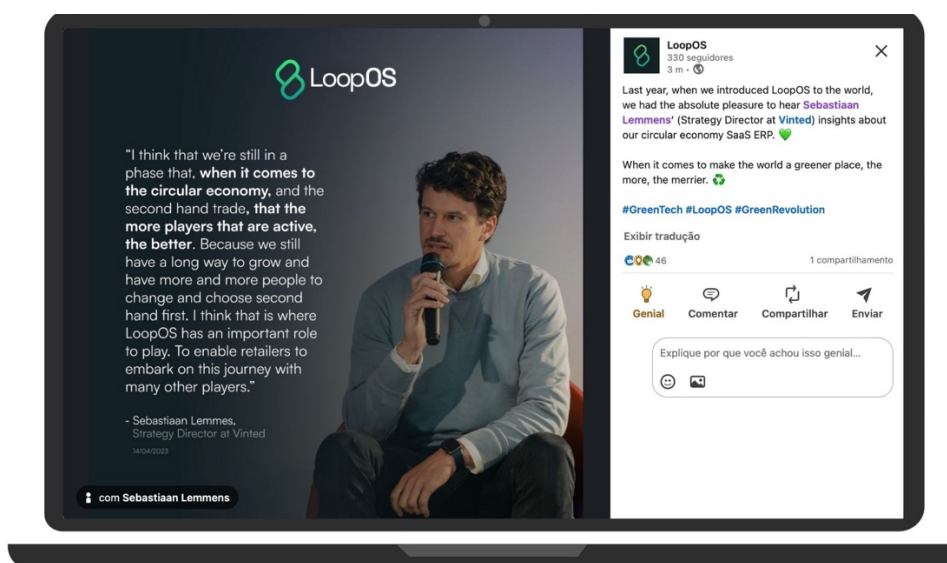 LoopOS
"I think that we're still in a
phase that, when it comes to
the circular economy, and the
second hand trade, that the
more players that are active,
the better. Because we still
have a long way to grow and
have more and more people to
change and choose second
hand first. I think that is where
LoopOS has an important role
to play. To enable retailers to
embark on this journey with
many other players."
- Sebastiaan Lemmes,
Strategy Director at Vinted
14/04/2023
com Sebastiaan Lemmens
LoopOS
330 seguidores
3 m •
Last year, when we introduced LoopOS to the world,
we had the absolute pleasure to hear Sebastiaan
Lemmens' (Strategy Director at Vinted) insights about
our circular economy SaaS ERP. 💚
When it comes to make the world a greener place, the
more, the merrier. ♻️
#GreenTech #LoopOS #GreenRevolution
Exibir tradução
46 1 compartilhamento
Genial Comentar Compartilhar Enviar
Explique por que você achou isso genial...